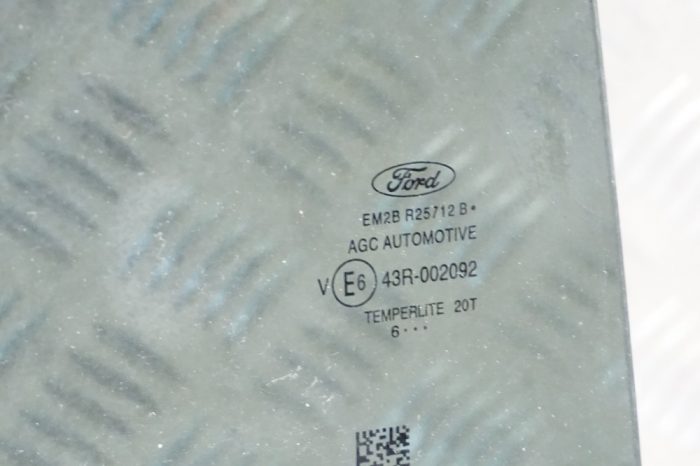 Ford
EM2B R25712 B•
AGC AUTOMOTIVE
V E6 43R-002092
TEMPERLITE 20T
6•••